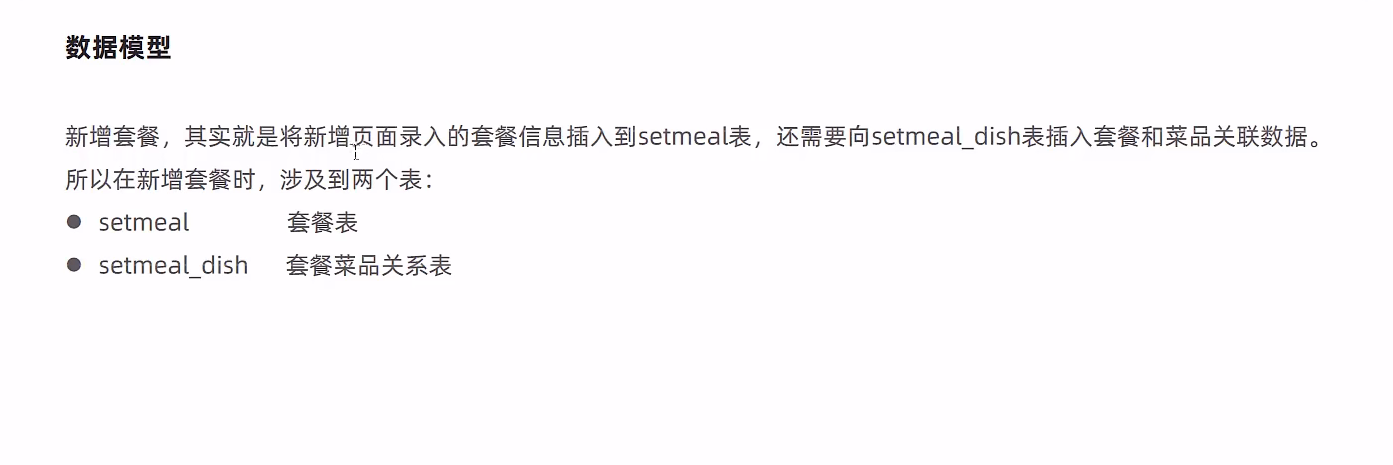 数据模型
新增套餐，其实就是将新增页面录入的套餐信息插入到setmeal表，还需要向setmeal_dish表插入套餐和菜品关联数据。
所以在新增套餐时，涉及到两个表：
● setmeal 套餐表
● setmeal_dish 套餐菜品关系表